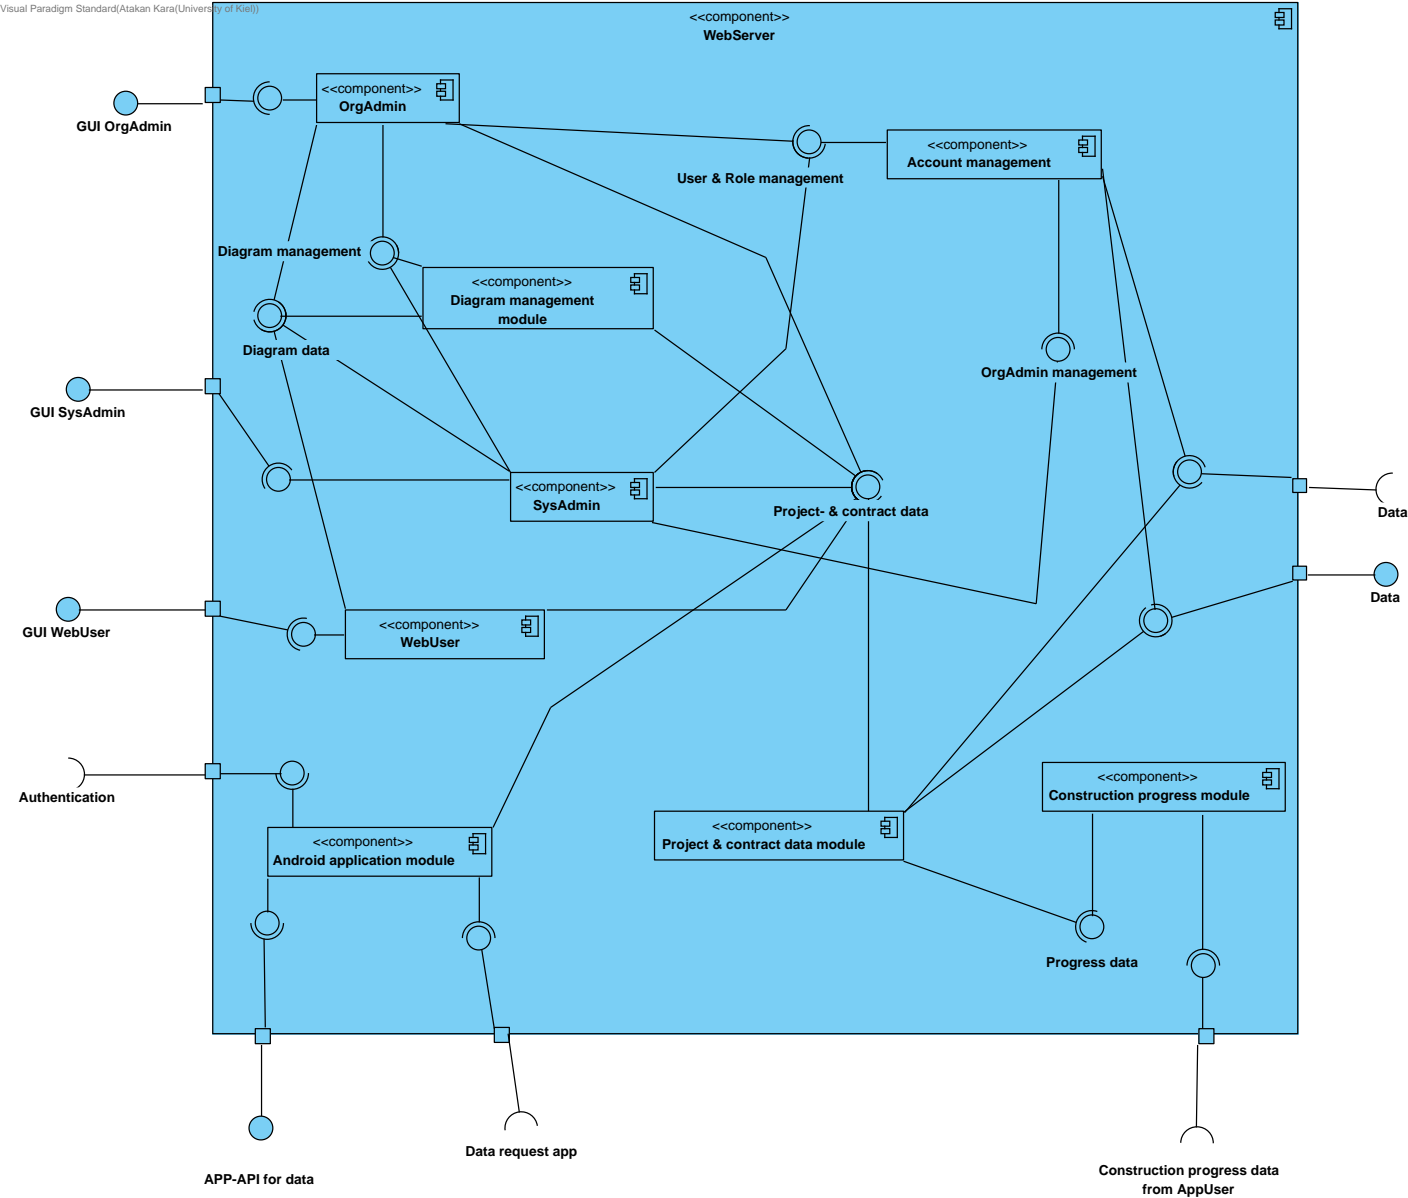 Visual Paradigm Standard(Atakan Kara(University of Kiel))
<<component>>
WebServer
<<component>>
OrgAdmin
GUI OrgAdmin
<<component>>
Account management
User & Role management
Diagram management
<<component>>
Diagram management
module
Diagram data
OrgAdmin management
GUI SysAdmin
<<component>>
SysAdmin
Project- & contract data
Data
Data
GUI WebUser
<<component>>
WebUser
Authentication
<<component>>
Construction progress module
<<component>>
Project & contract data module
<<component>>
Android application module
Progress data
Data request app
APP-API for data
Construction progress data
from AppUser